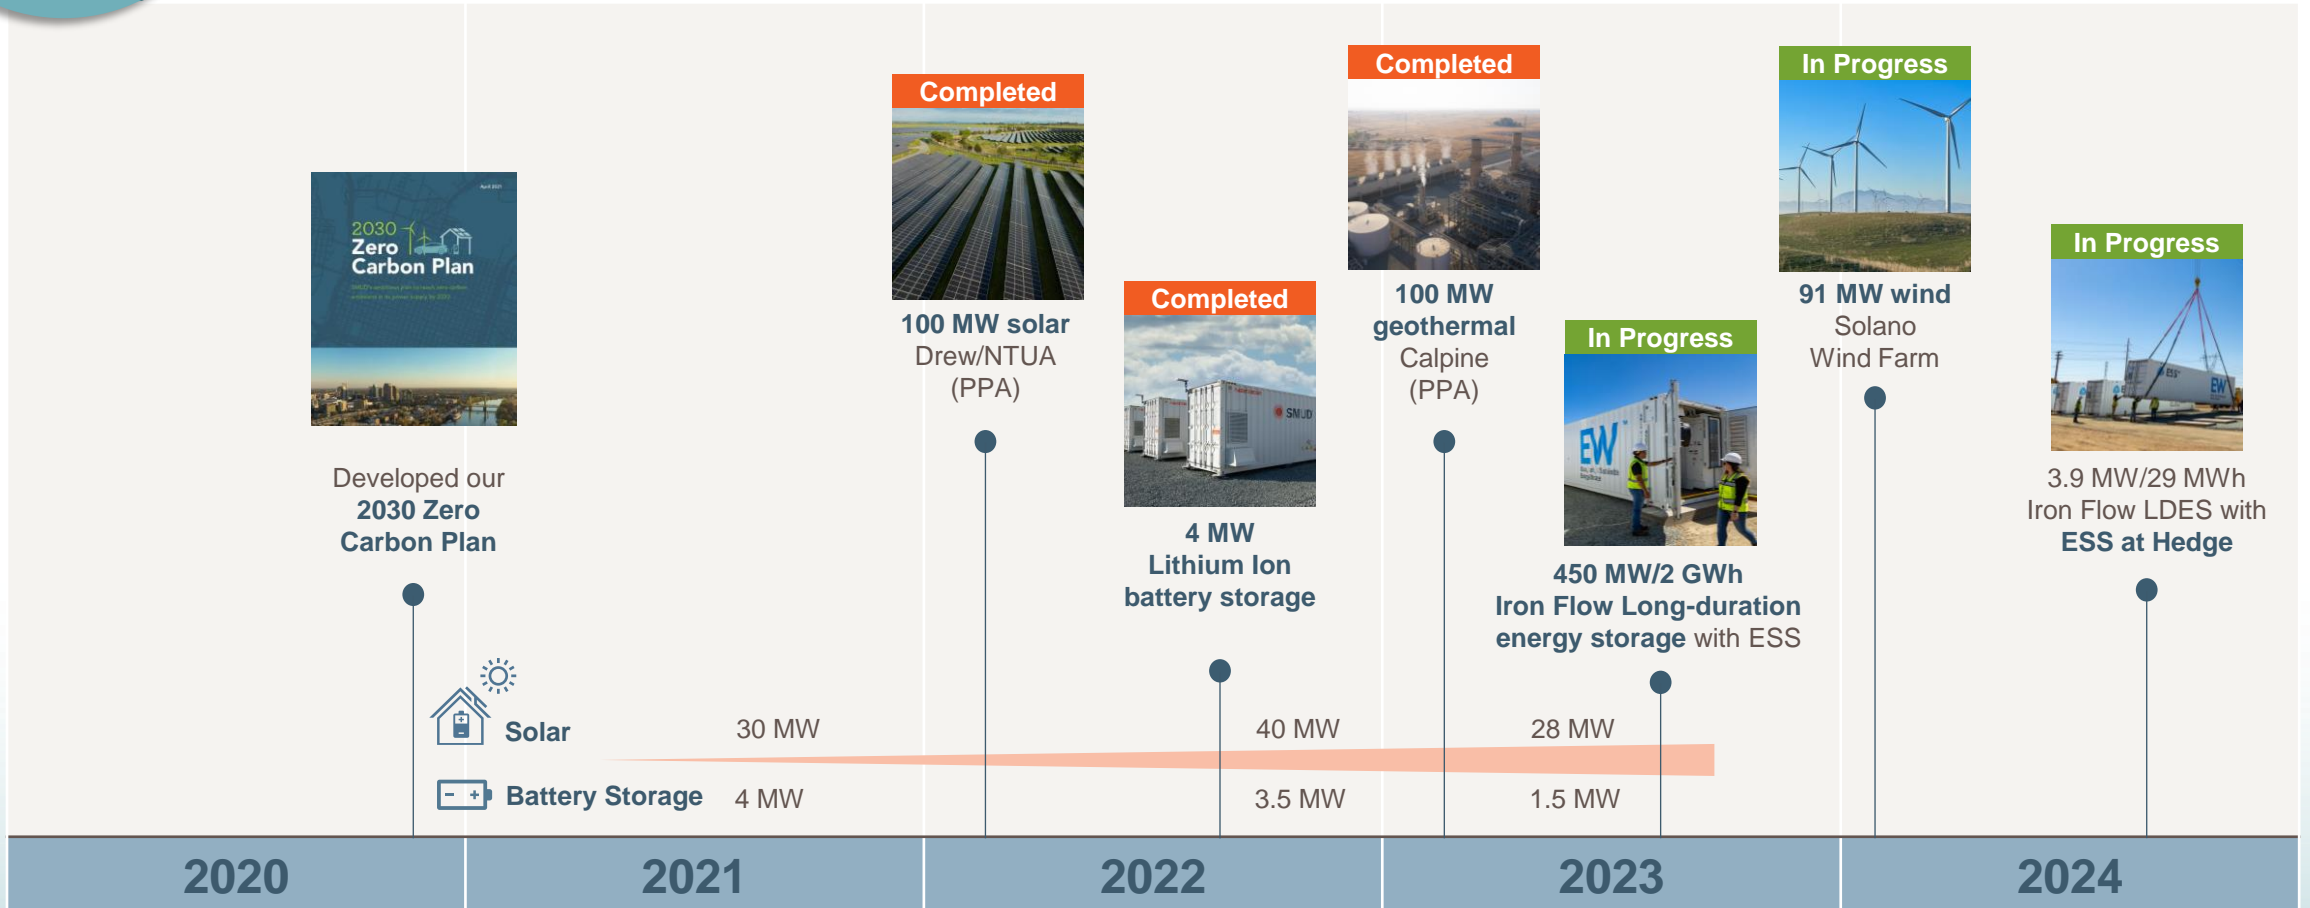 April 2021
2030
Zero
Carbon Plan
Developed our
2030 Zero
Carbon Plan
Completed
100 MW solar
Drew/NTUA
(PPA)
Completed
SMUD
4 MW
Lithium Ion
battery storage
Completed
100 MW
geothermal
Calpine
(PPA)
In Progress
EW
450 MW/2 GWh
Iron Flow Long-duration
energy storage with ESS
In Progress
91 MW wind
Solano
Wind Farm
In Progress
ESS
EW
3.9 MW/29 MWh
Iron Flow LDES with
ESS at Hedge
Solar 30 MW 40 MW 28 MW
- +
Battery Storage 4 MW 3.5 MW 1.5 MW
2020 2021 2022 2023 2024